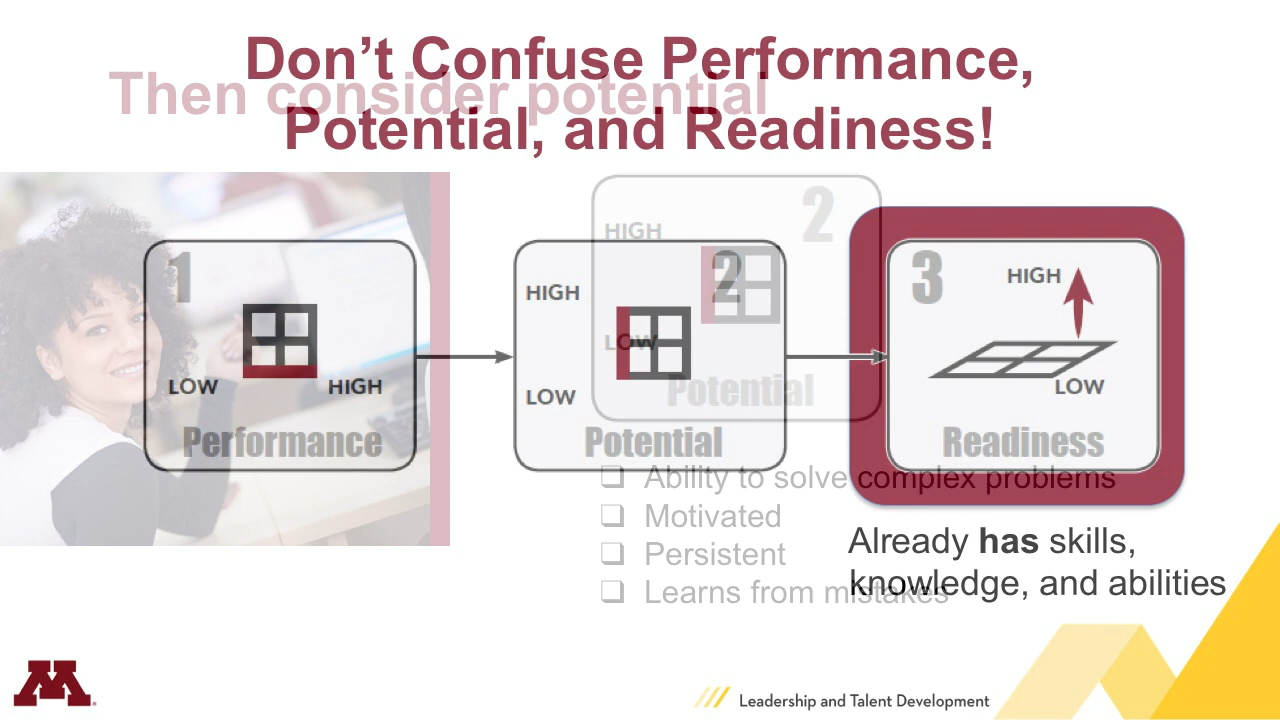 Don’t Confuse Performance,
Then consider potential
Potential, and Readiness!
1
LOW
HIGH
Performance
2
HIGH
LOW
Potential
2
HIGH
LOW
Potential
3
HIGH
LOW
Readiness
❑ Ability to solve complex problems
❑ Motivated
❑ Persistent
❑ Learns from mistakes
Already has skills,
knowledge, and abilities
M
Leadership and Talent Development